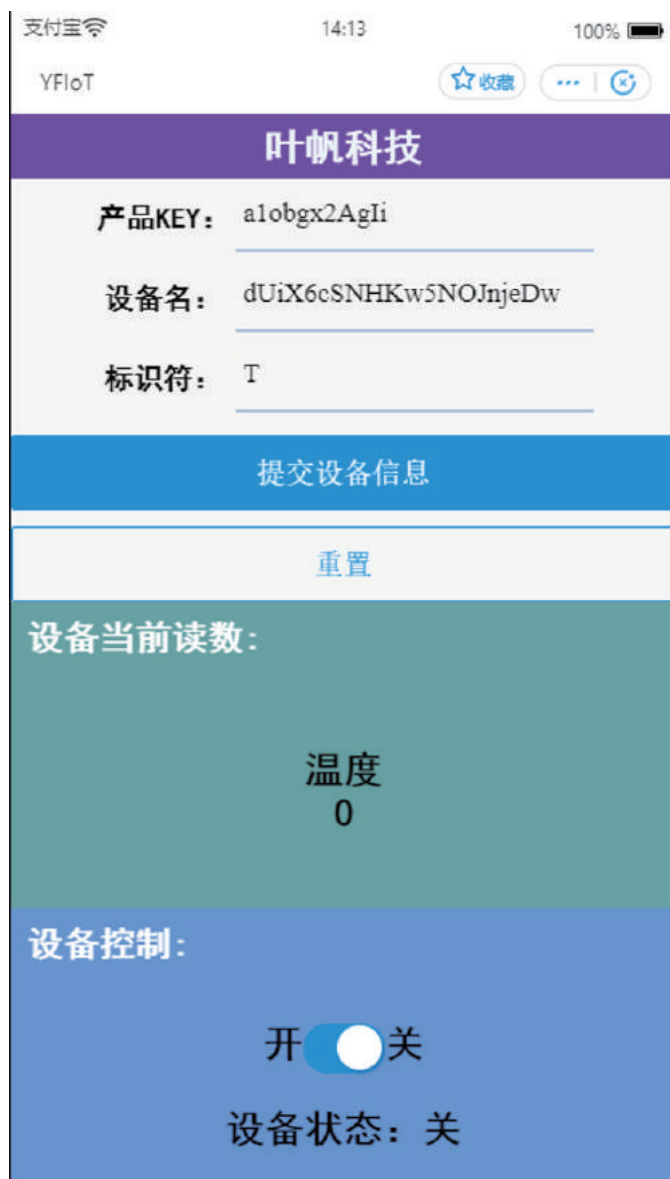 支付宝 14:13 100%
YFIoT 收藏
叶帆科技
产品KEY： a1obgx2AgIi
设备名： dUiX6cSNHKw5NOJnjeDw
标识符： T
提交设备信息
重置
设备当前读数:
温度
0
设备控制:
开 关
设备状态：关